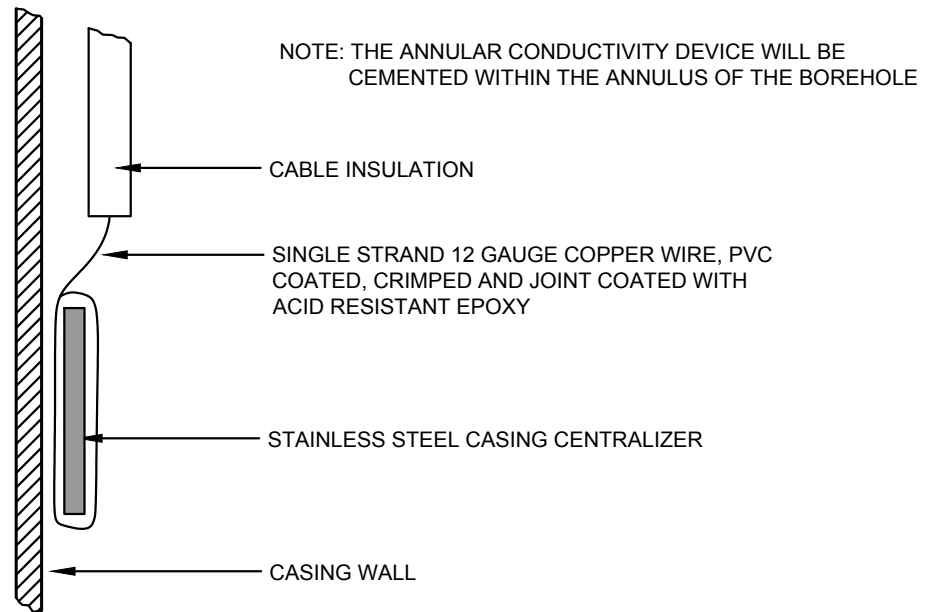 NOTE: THE ANNULAR CONDUCTIVITY DEVICE WILL BE
CEMENTED WITHIN THE ANNULUS OF THE BOREHOLE
CABLE INSULATION
SINGLE STRAND 12 GAUGE COPPER WIRE, PVC
COATED, CRIMPED AND JOINT COATED WITH
ACID RESISTANT EPOXY
STAINLESS STEEL CASING CENTRALIZER
CASING WALL